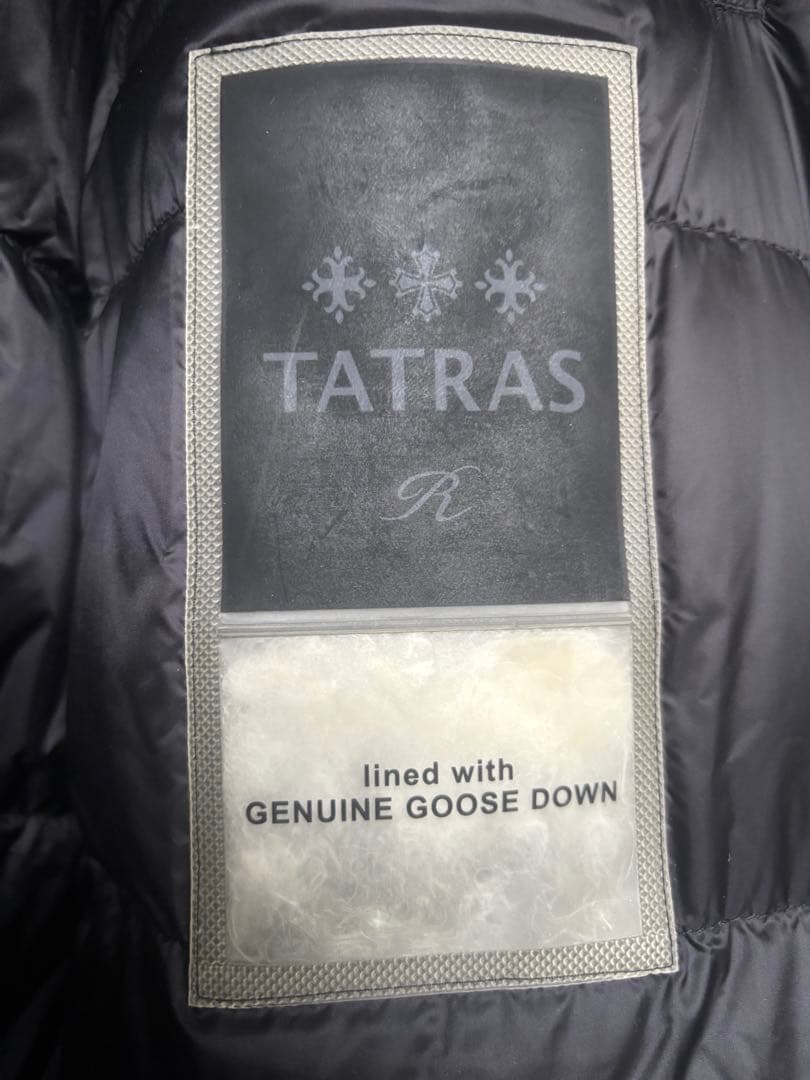 TATRAS
R
lined with
GENUINE GOOSE DOWN